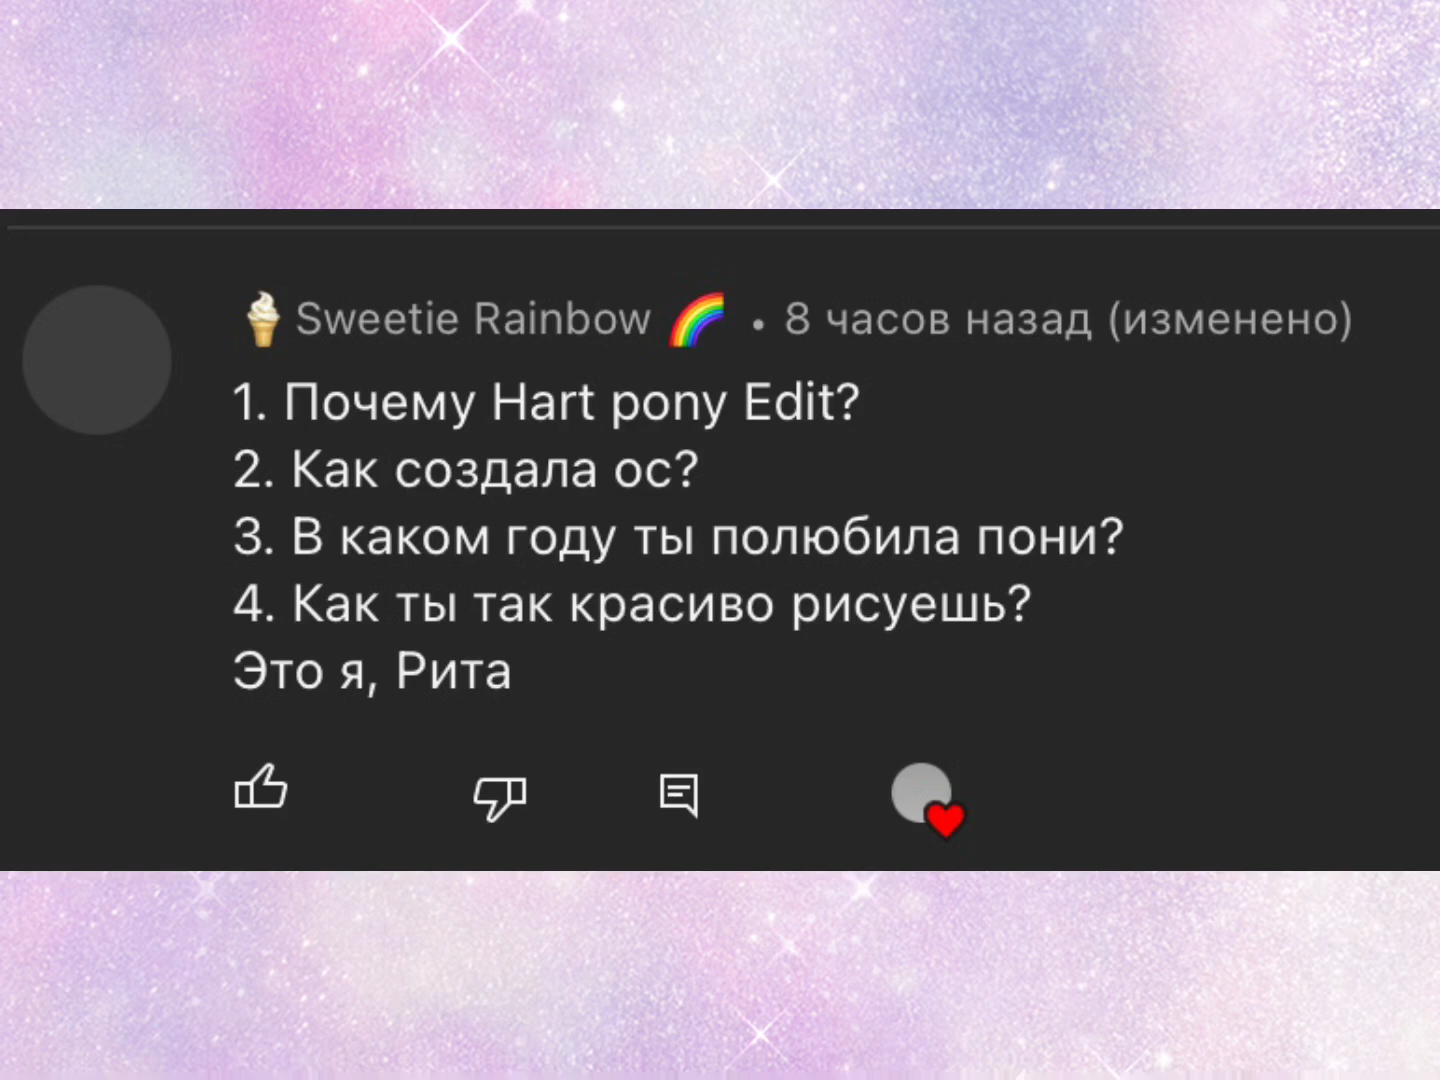 🍦Sweetie Rainbow 🌈 • 8 часов назад (изменено)
1. Почему Hart pony Edit?
2. Как создала ос?
3. В каком году ты полюбила пони?
4. Как ты так красиво рисуешь?
Это я, Рита